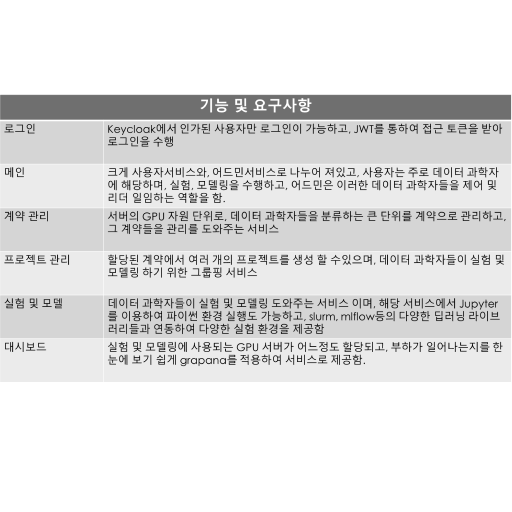 기능 및 요구사항
로그인
Keycloak에서 인가된 사용자만 로그인이 가능하고, JWT를 통하여 접근 토큰을 받아
로그인을 수행
메인
크게 사용자서비스와, 어드민서비스로 나누어 져있고, 사용자는 주로 데이터 과학자
에 해당하며, 실험, 모델링을 수행하고, 어드민은 이러한 데이터 과학자들을 제어 및
리더 일임하는 역할을 함.
계약 관리
서버의 GPU 자원 단위로, 데이터 과학자들을 분류하는 큰 단위를 계약으로 관리하고,
그 계약들을 관리를 도와주는 서비스
프로젝트 관리
할당된 계약에서 여러 개의 프로젝트를 생성 할 수있으며, 데이터 과학자들이 실험 및
모델링 하기 위한 그룹핑 서비스
실험 및 모델
데이터 과학자들이 실험 및 모델링 도와주는 서비스 이며, 해당 서비스에서 Jupyter
를 이용하여 파이썬 환경 실행도 가능하고, slurm, mlflow등의 다양한 딥러닝 라이브
러리들과 연동하여 다양한 실험 환경을 제공함
대시보드
실험 및 모델링에 사용되는 GPU 서버가 어느정도 할당되고, 부하가 일어나는지를 한
눈에 보기 쉽게 grapana를 적용하여 서비스로 제공함.